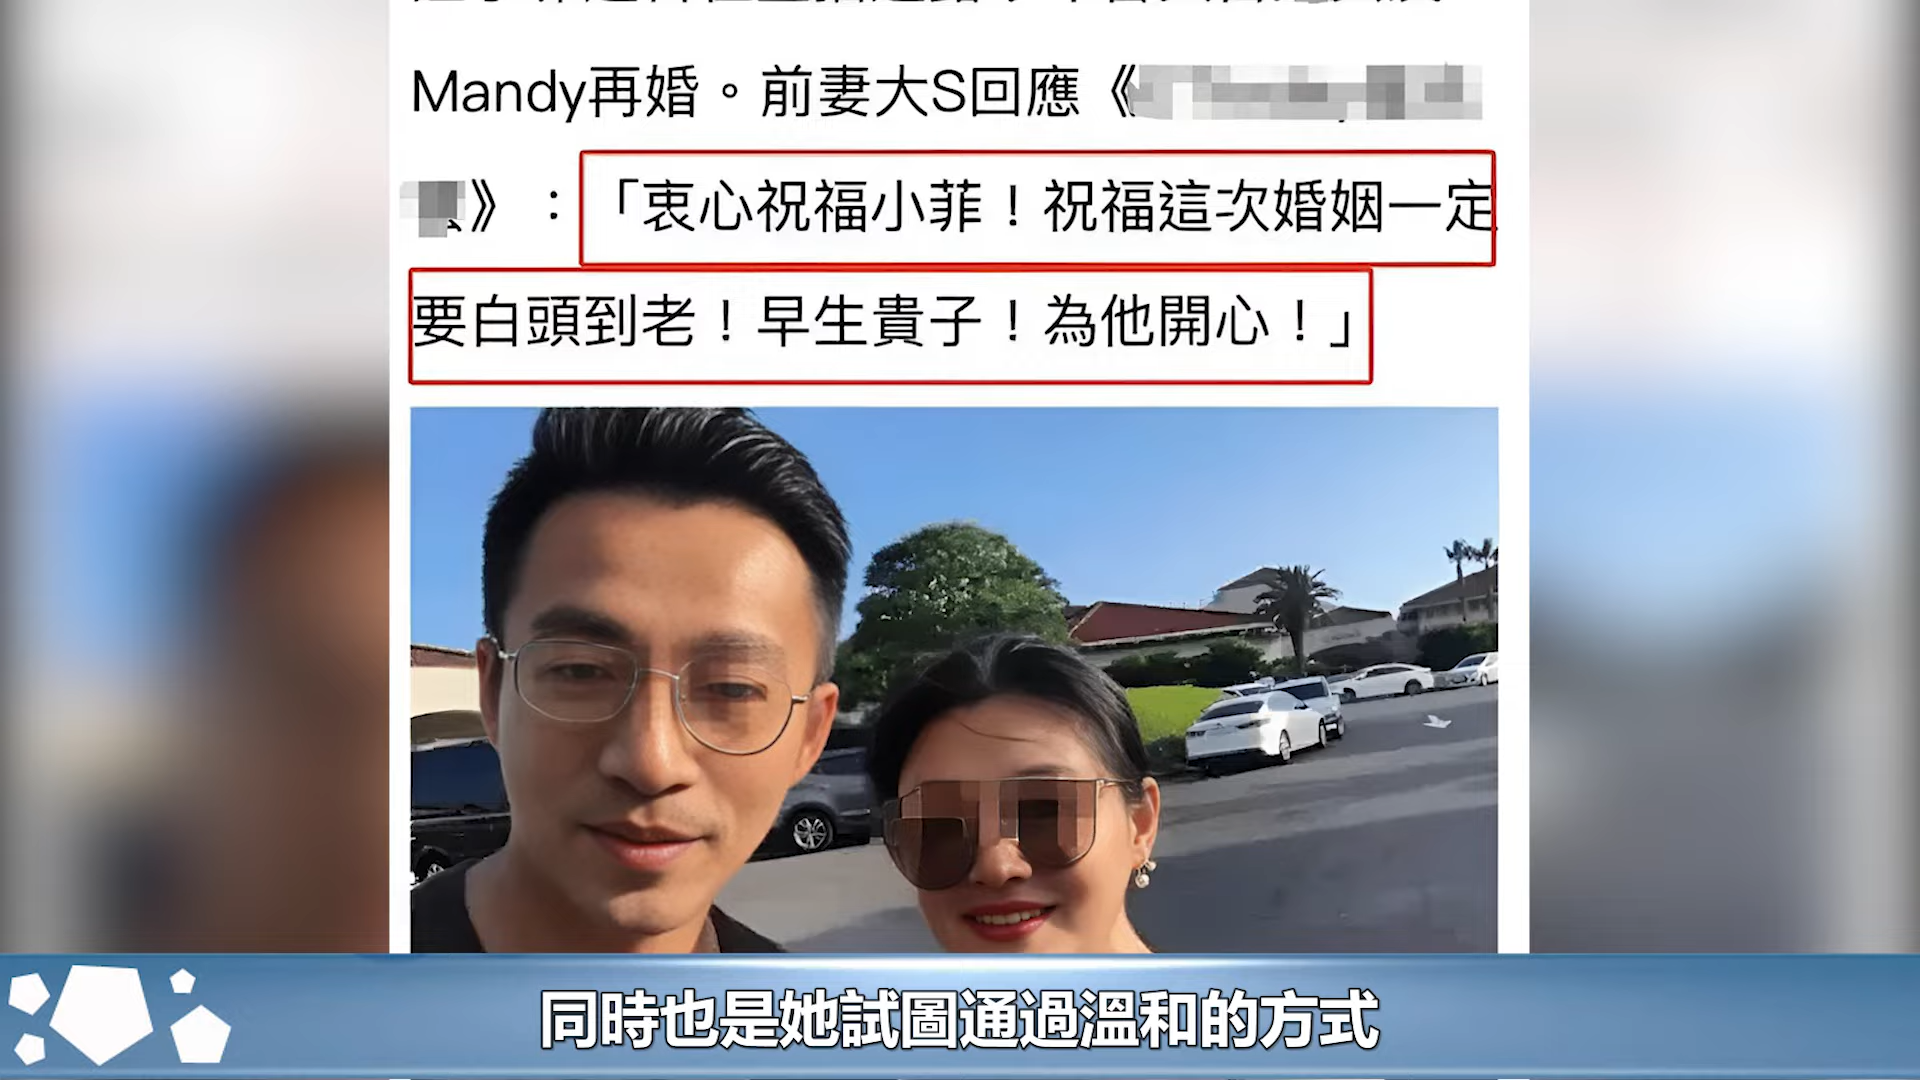 Mandy再婚。前妻大S回應《
》：「衷心祝福小菲！祝福這次婚姻一定
要白頭到老！早生貴子！為他開心！」
同時也是她試圖通過溫和的方式